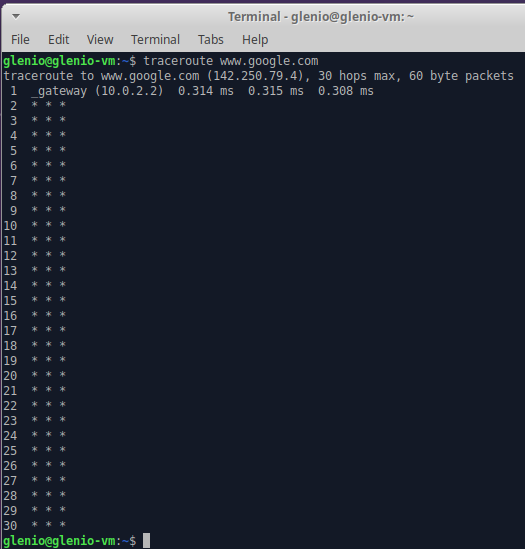 Terminal - glenio@glenio-vm: ~
File Edit View Terminal Tabs Help
glenio@glenio-vm:~$ traceroute www.google.com
traceroute to www.google.com (142.250.79.4), 30 hops max, 60 byte packets
 1  _gateway (10.0.2.2)  0.314 ms  0.315 ms  0.308 ms
 2  * * *
 3  * * *
 4  * * *
 5  * * *
 6  * * *
 7  * * *
 8  * * *
 9  * * *
10  * * *
11  * * *
12  * * *
13  * * *
14  * * *
15  * * *
16  * * *
17  * * *
18  * * *
19  * * *
20  * * *
21  * * *
22  * * *
23  * * *
24  * * *
25  * * *
26  * * *
27  * * *
28  * * *
29  * * *
30  * * *
glenio@glenio-vm:~$